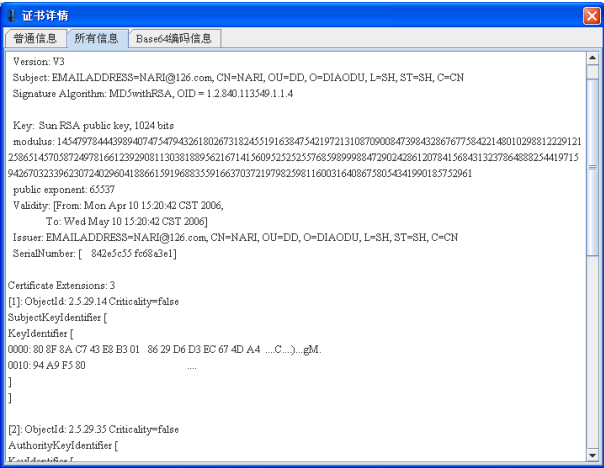 证书详情
普通信息 所有信息 Base64编码信息
Version: V3
Subject: EMAILADDRESS=NARI@126.com, CN=NARI, OU=DD, O=DIAODU, L=SH, ST=SH, C=CN
Signature Algorithm: MD5withRSA, OID = 1.2.840.113549.1.1.4
Key: Sun RSA public key, 1024 bits
modulus: 14547978444398940747547943261802673182455191638475421972131087090084739843286767758422148010298812229121
258651457058724978166123929081130381889562167141560952525255768598999884729024286120784156843132378648882544197 15
94267032339623072402960418866159196883559166370372197982598116003164086758054341990185752961
public exponent: 65537
Validity: [From: Mon Apr 10 15:20:42 CST 2006,
To: Wed May 10 15:20:42 CST 2006]
Issuer: EMAILADDRESS=NARI@126.com, CN=NARI, OU=DD, O=DIAODU, L=SH, ST=SH, C=CN
SerialNumber: [ 842e5c55 fc68a3e1]
Certificate Extensions: 3
[1]: ObjectId: 2.5.29.14 Criticality=false
SubjectKeyIdentifier [
KeyIdentifier [
0000: 80 8F 8A C7 43 E8 B3 01 86 29 D6 D3 EC 67 4D A4 ....C....)...gM.
0010: 94 A9 F5 80 ....
]
]
[2]: ObjectId: 2.5.29.35 Criticality=false
AuthorityKeyIdentifier [
KeyIdentifier [